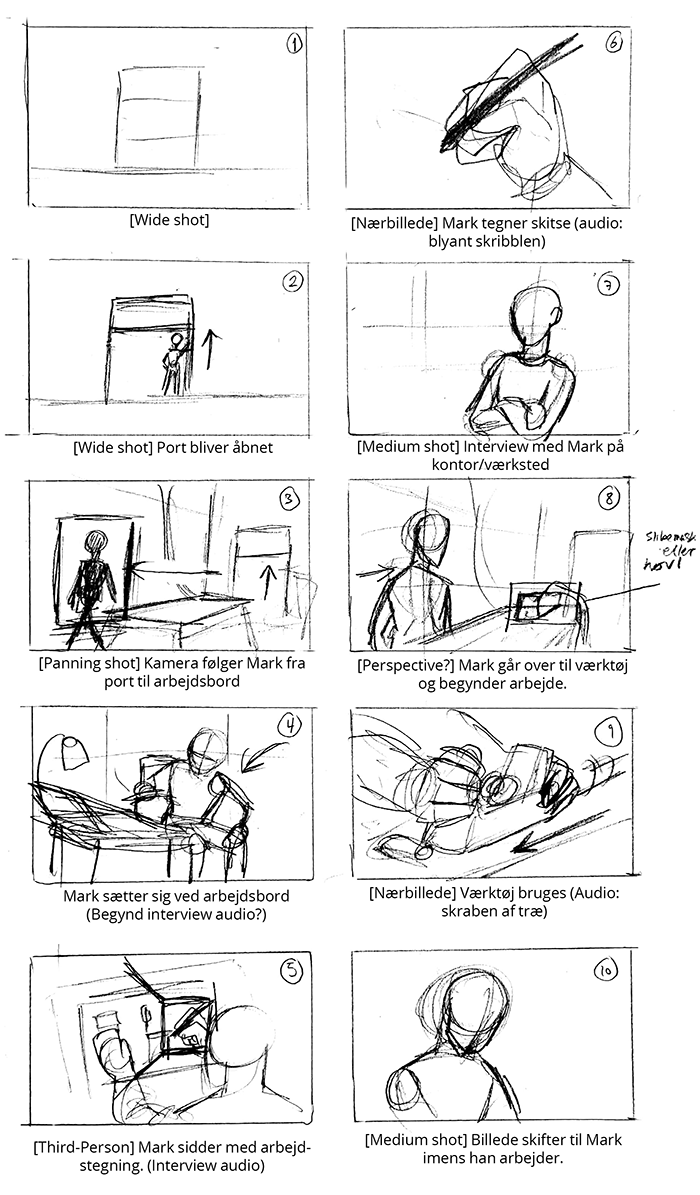 1
[Wide shot]
2
[Wide shot] Port bliver åbnet
3
[Panning shot] Kamera følger Mark fra
port til arbejdsbord
4
Mark sætter sig ved arbejdsbord
(Begynd interview audio?)
5
[Third-Person] Mark sidder med arbejd-
stegning. (Interview audio)
6
[Nærbillede] Mark tegner skitse (audio:
blyant skribblen)
7
[Medium shot] Interview med Mark på
kontor/værksted
8
eller
høvl
[Perspective?] Mark går over til værktøj
og begynder arbejde.
9
[Nærbillede] Værktøj bruges (Audio:
skraben af træ)
10
[Medium shot] Billede skifter til Mark
imens han arbejder.